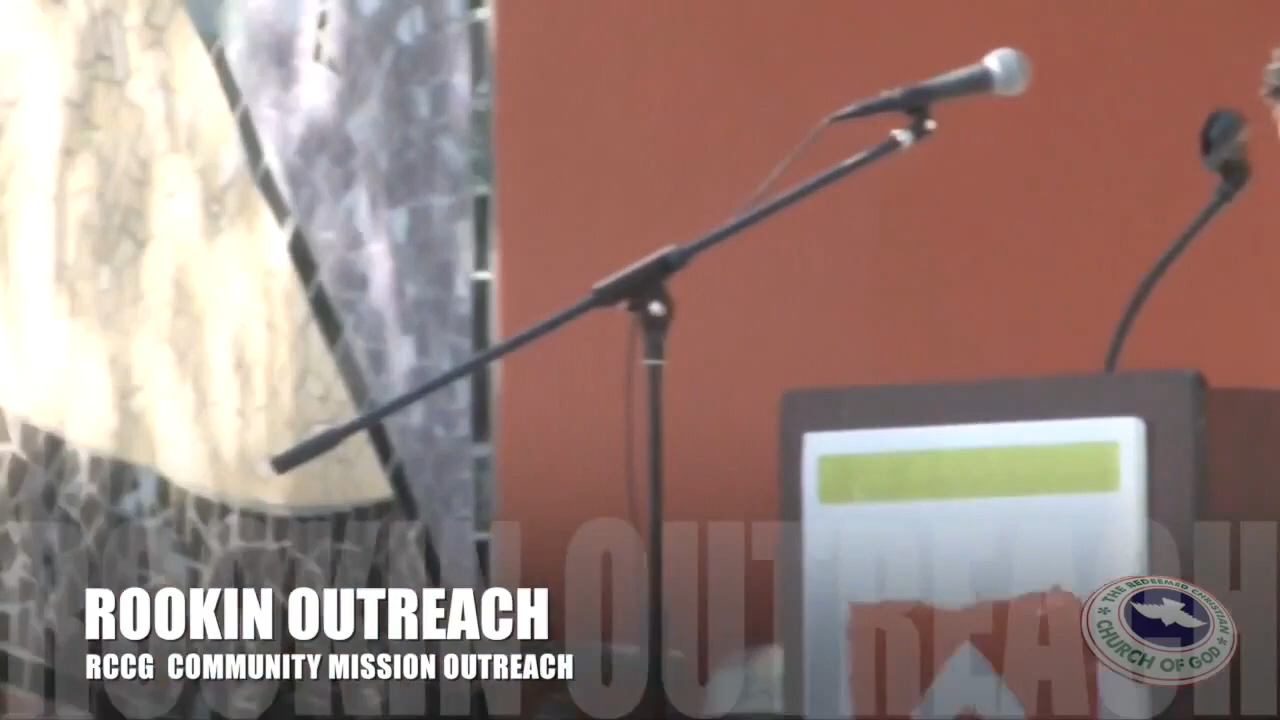 ROOKIN OUTREACH
RCCG COMMUNITY MISSION OUTREACH
ROOKIN OUTREACH
THE REDEEMED CHRISTIAN
CHURCH OF GOD